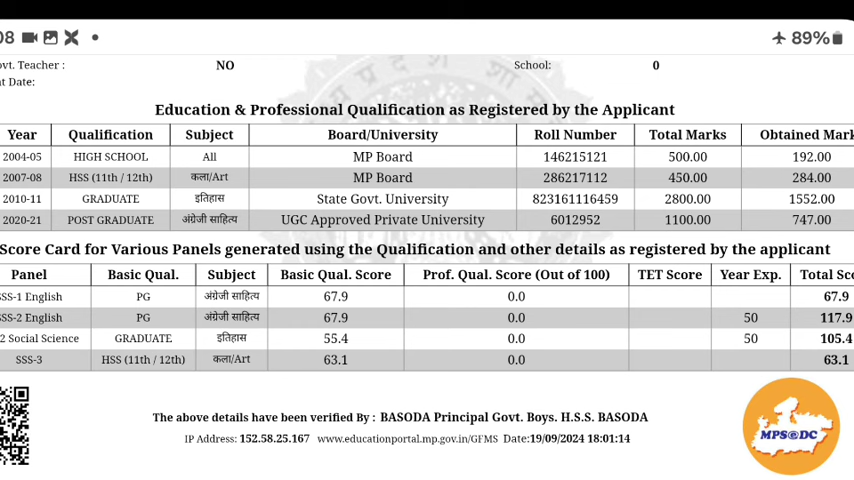 08 89%
ovt. Teacher : NO School: 0
nt Date:
Education & Professional Qualification as Registered by the Applicant
Year Qualification Subject Board/University Roll Number Total Marks Obtained Mark
2004-05 HIGH SCHOOL All MP Board 146215121 500.00 192.00
2007-08 HSS (11th / 12th) कला/Art MP Board 286217112 450.00 284.00
2010-11 GRADUATE इतिहास State Govt. University 823161116459 2800.00 1552.00
2020-21 POST GRADUATE अंग्रेजी साहित्य UGC Approved Private University 6012952 1100.00 747.00
Score Card for Various Panels generated using the Qualification and other details as registered by the applicant
Panel Basic Qual. Subject Basic Qual. Score Prof. Qual. Score (Out of 100) TET Score Year Exp. Total Sco
SSS-1 English PG अंग्रेजी साहित्य 67.9 0.0 67.9
SSS-2 English PG अंग्रेजी साहित्य 67.9 0.0 50 117.9
2 Social Science GRADUATE इतिहास 55.4 0.0 50 105.4
SSS-3 HSS (11th / 12th) कला/Art 63.1 0.0 63.1
The above details have been verified By : BASODA Principal Govt. Boys. H.S.S. BASODA
IP Address: 152.58.25.167 www.educationportal.mp.gov.in/GFMS Date:19/09/2024 18:01:14
MPS@DC